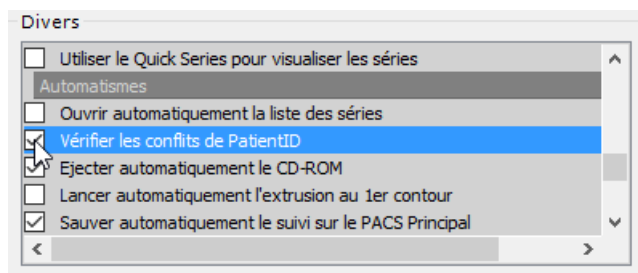 Divers
Utiliser le Quick Series pour visualiser les séries
Automatismes
Ouvrir automatiquement la liste des séries
Vérifier les conflits de PatientID
Ejecter automatiquement le CD-ROM
Lancer automatiquement l'extrusion au 1er contour
Sauver automatiquement le suivi sur le PACS Principal